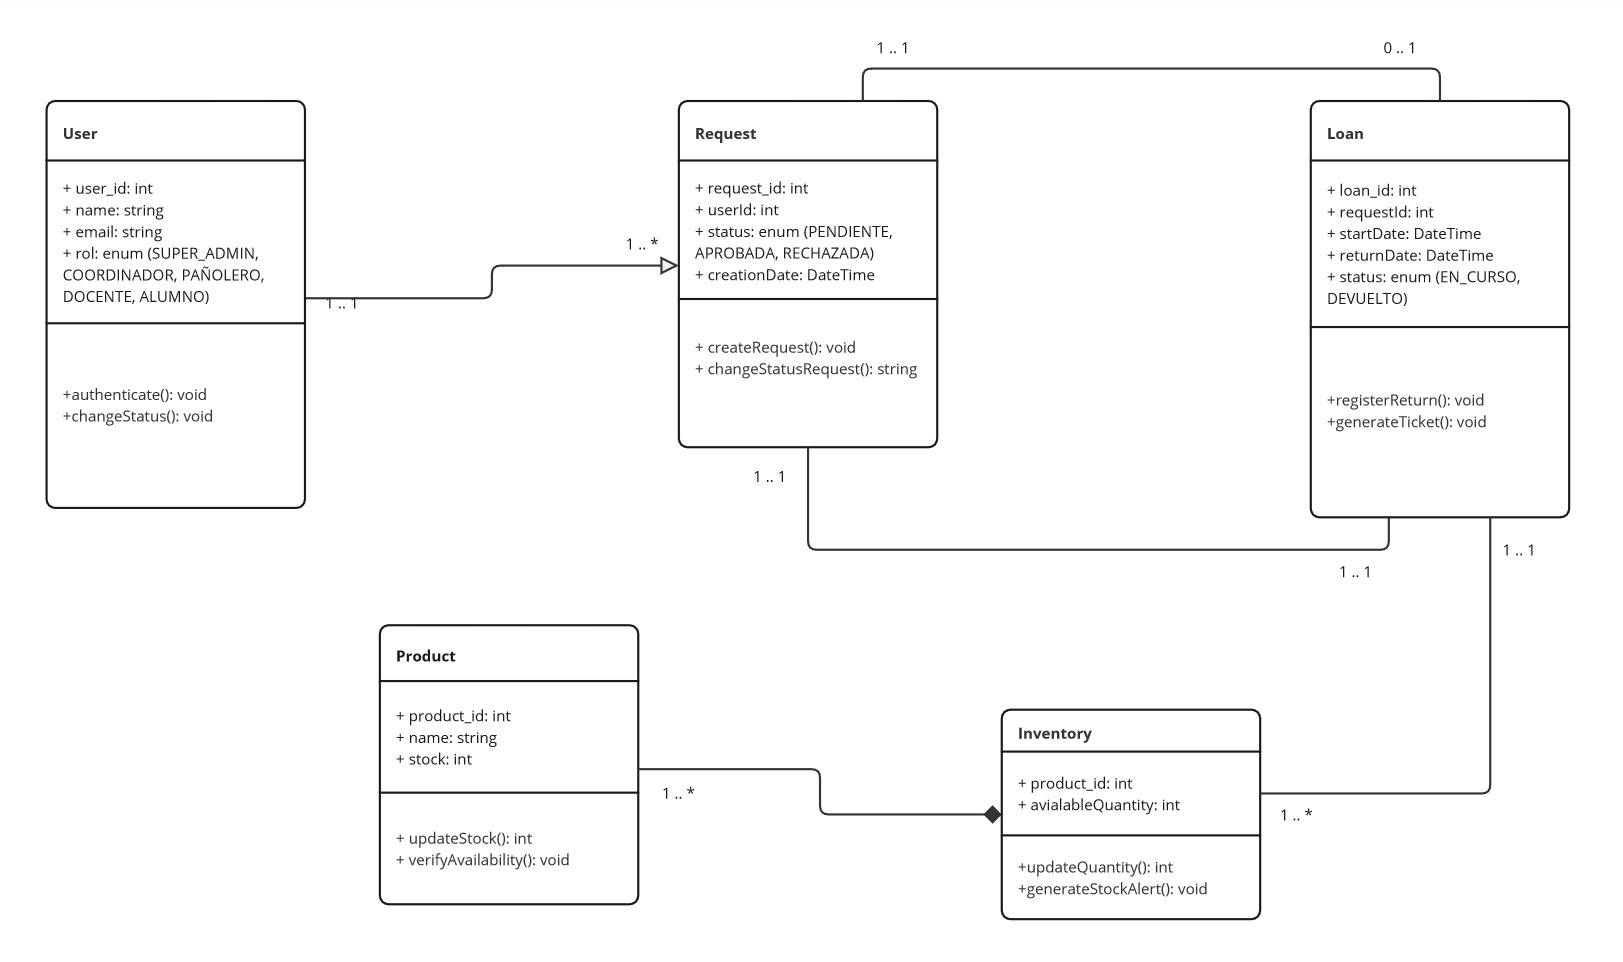 1 .. 1
0 .. 1
User
+ user_id: int
+ name: string
+ email: string
+ rol: enum (SUPER_ADMIN,
COORDINADOR, PAÑOLERO,
DOCENTE, ALUMNO)
+authenticate(): void
+changeStatus(): void
1 .. 1
1 .. *
Request
+ request_id: int
+ userId: int
+ status: enum (PENDIENTE,
APROBADA, RECHAZADA)
+ creationDate: DateTime
+ createRequest(): void
+ changeStatusRequest(): string
1 .. 1
Loan
+ loan_id: int
+ requestId: int
+ startDate: DateTime
+ returnDate: DateTime
+ status: enum (EN_CURSO,
DEVUELTO)
+registerReturn(): void
+generateTicket(): void
1 .. 1
1 .. 1
Product
+ product_id: int
+ name: string
+ stock: int
+ updateStock(): int
+ verifyAvailability(): void
1 .. *
Inventory
+ product_id: int
+ avialableQuantity: int
+updateQuantity(): int
+generateStockAlert(): void
1 .. *